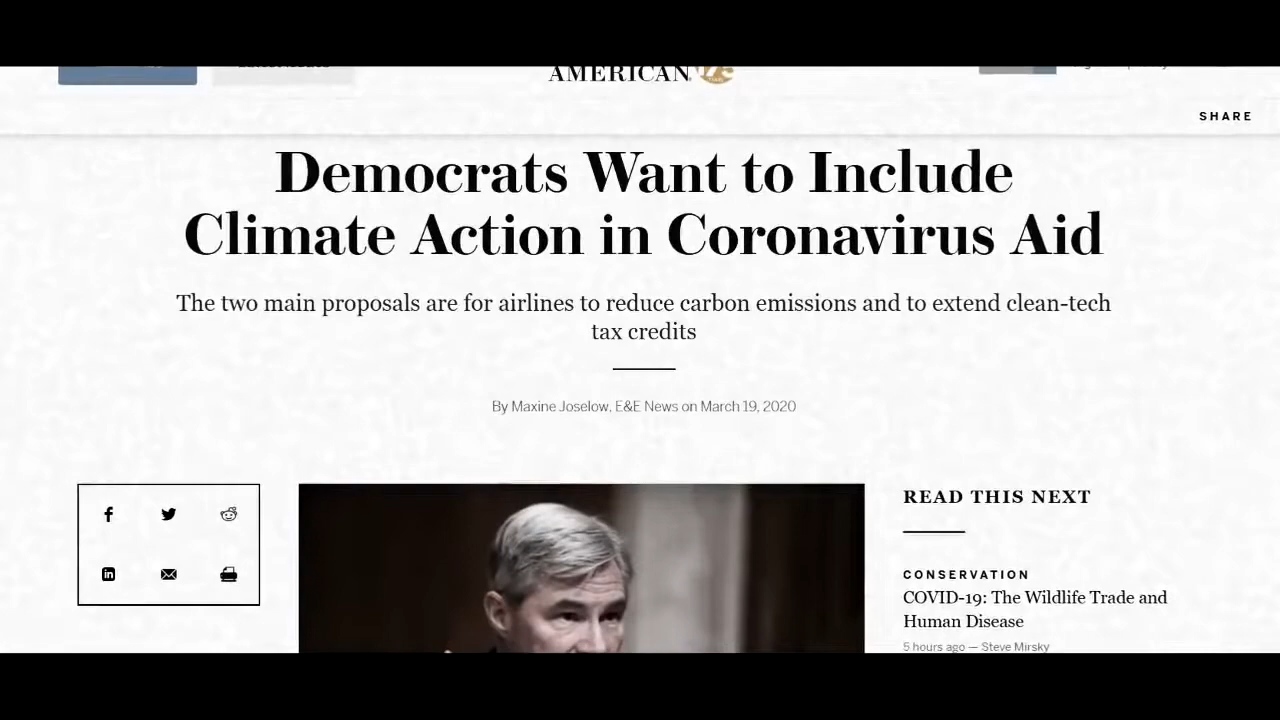 AMERICAN
SHARE
Democrats Want to Include
Climate Action in Coronavirus Aid
The two main proposals are for airlines to reduce carbon emissions and to extend clean-tech
tax credits
By Maxine Joselow, E&E News on March 19, 2020
READ THIS NEXT
CONSERVATION
COVID-19: The Wildlife Trade and
Human Disease
5 hours ago — Steve Mirsky